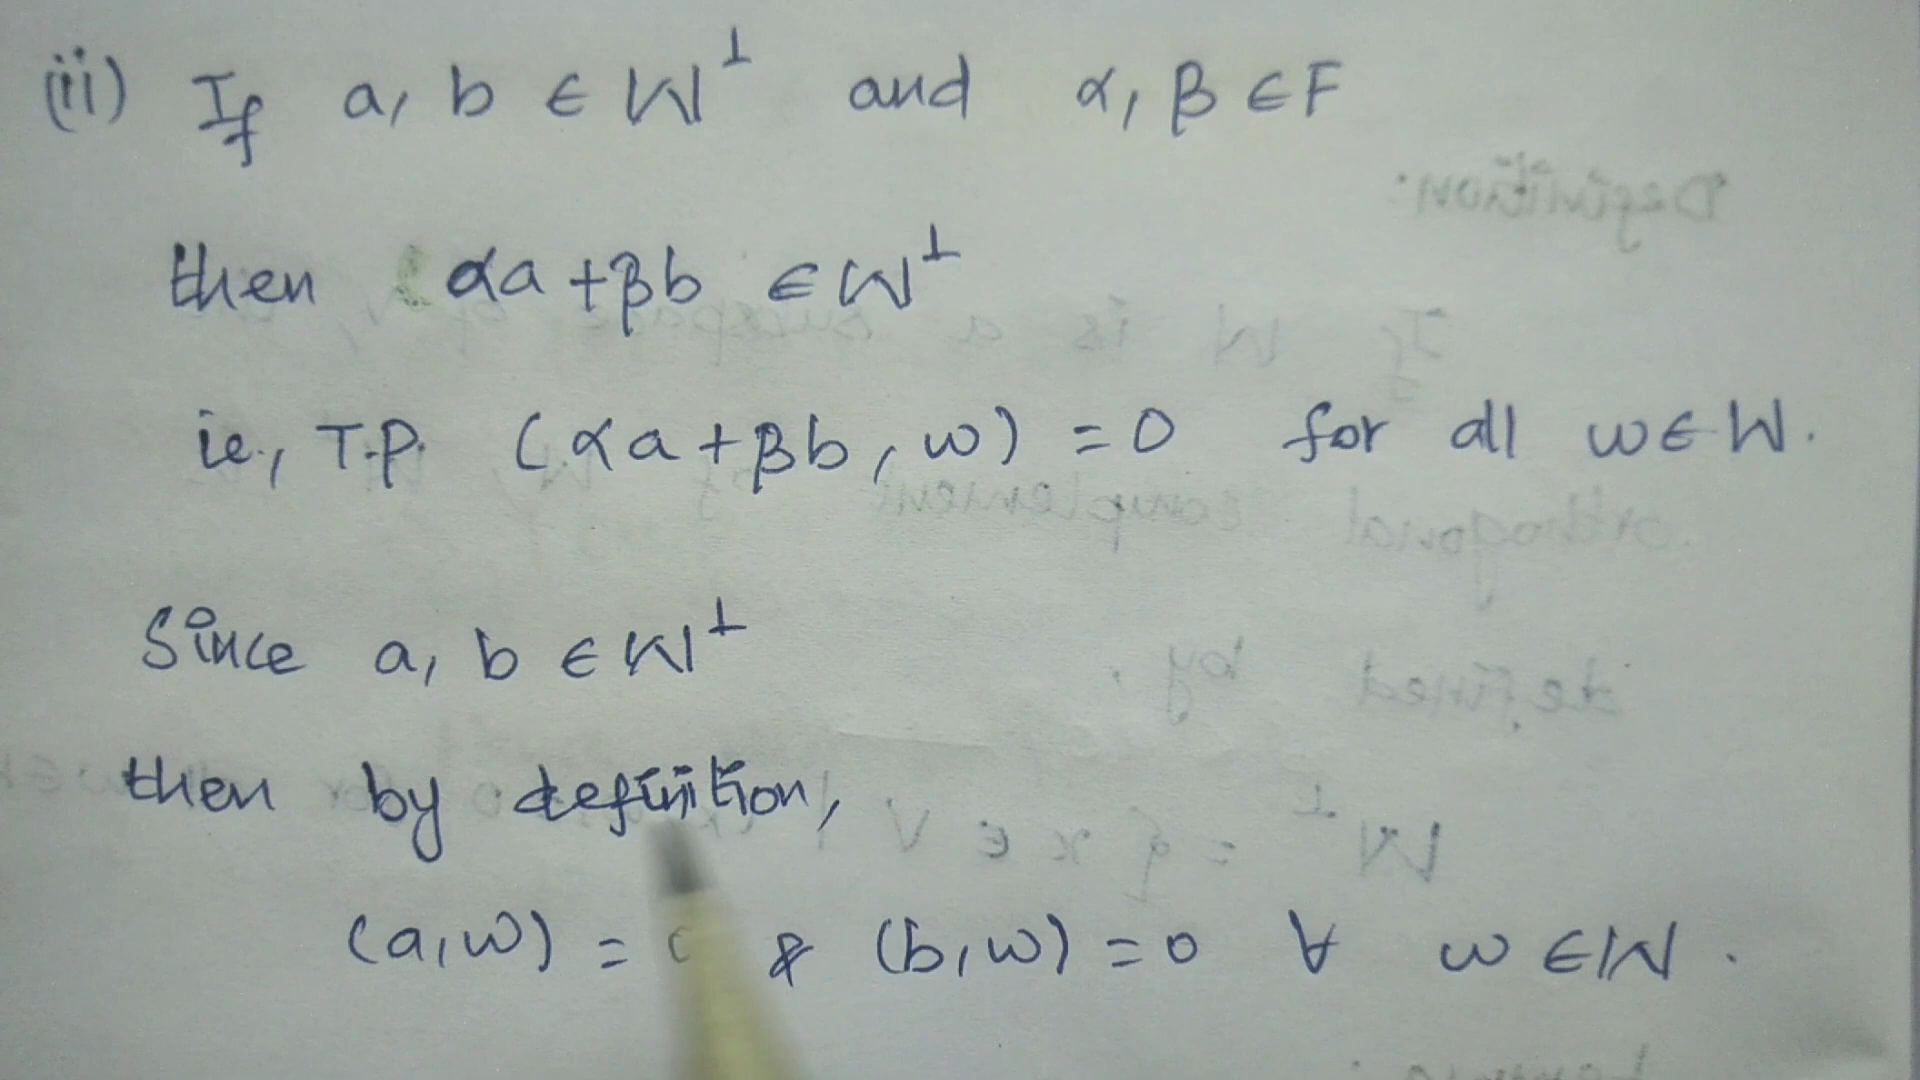 (ii) If a, b ∈ W⊥ and α, β ∈ F
then αa + βb ∈ W⊥
ie., T.P. (αa + βb, w) = 0 for all w ∈ W.
Since a, b ∈ W⊥
then by definition,
(a, w) = 0 & (b, w) = 0 ∀ w ∈ W.